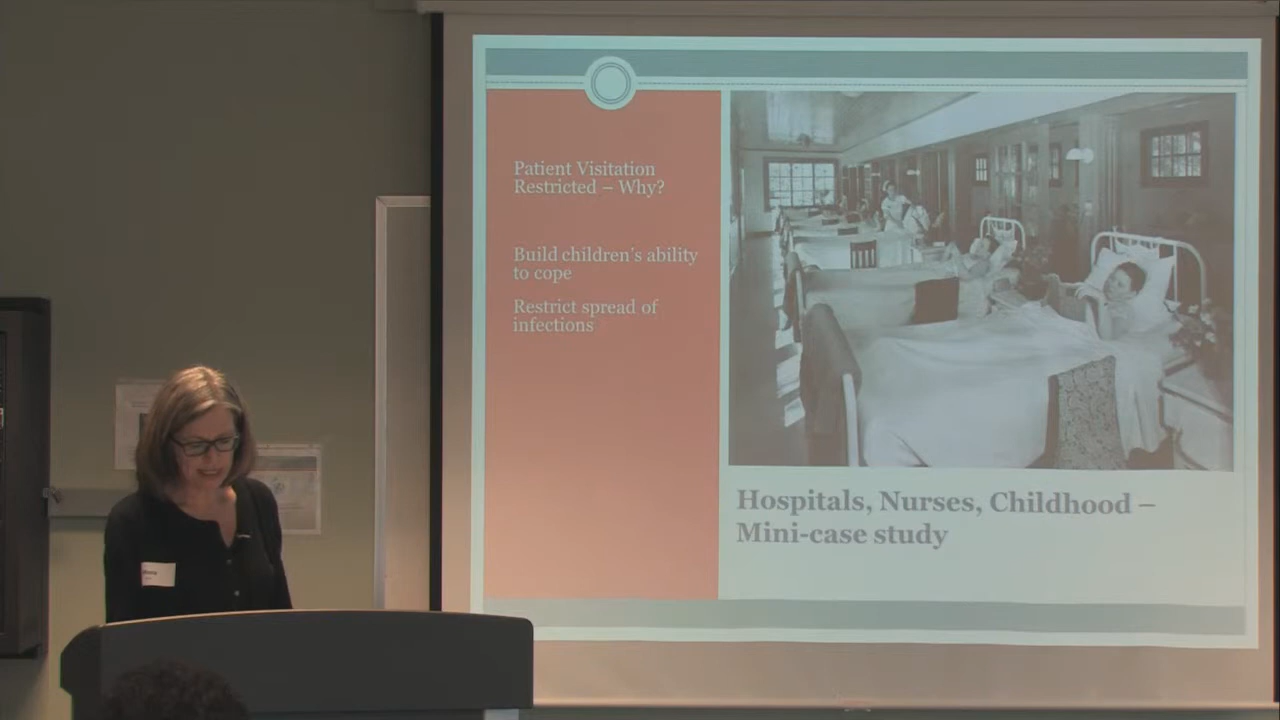 Patient Visitation
Restricted – Why?
Build children's ability
to cope
Restrict spread of
infections
Hospitals, Nurses, Childhood –
Mini-case study